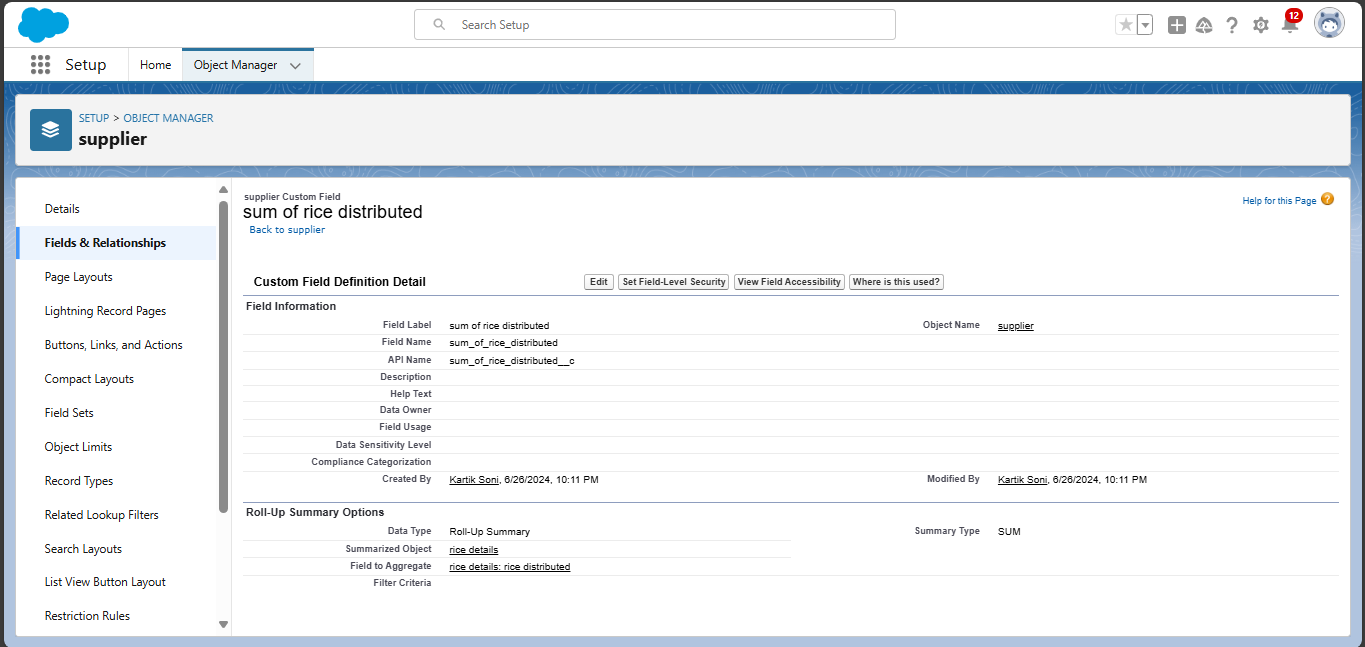 Search Setup
12
Setup
Home
Object Manager
SETUP > OBJECT MANAGER
supplier
Details
Fields & Relationships
Page Layouts
Lightning Record Pages
Buttons, Links, and Actions
Compact Layouts
Field Sets
Object Limits
Record Types
Related Lookup Filters
Search Layouts
List View Button Layout
Restriction Rules
supplier Custom Field
sum of rice distributed
Back to supplier
Help for this Page ?
Custom Field Definition Detail
Edit
Set Field-Level Security
View Field Accessibility
Where is this used?
Field Information
Field Label sum of rice distributed Object Name supplier
Field Name sum_of_rice_distributed
API Name sum_of_rice_distributed__c
Description
Help Text
Data Owner
Field Usage
Data Sensitivity Level
Compliance Categorization
Created By Kartik Soni, 6/26/2024, 10:11 PM Modified By Kartik Soni, 6/26/2024, 10:11 PM
Roll-Up Summary Options
Data Type Roll-Up Summary Summary Type SUM
Summarized Object rice details
Field to Aggregate rice details: rice distributed
Filter Criteria